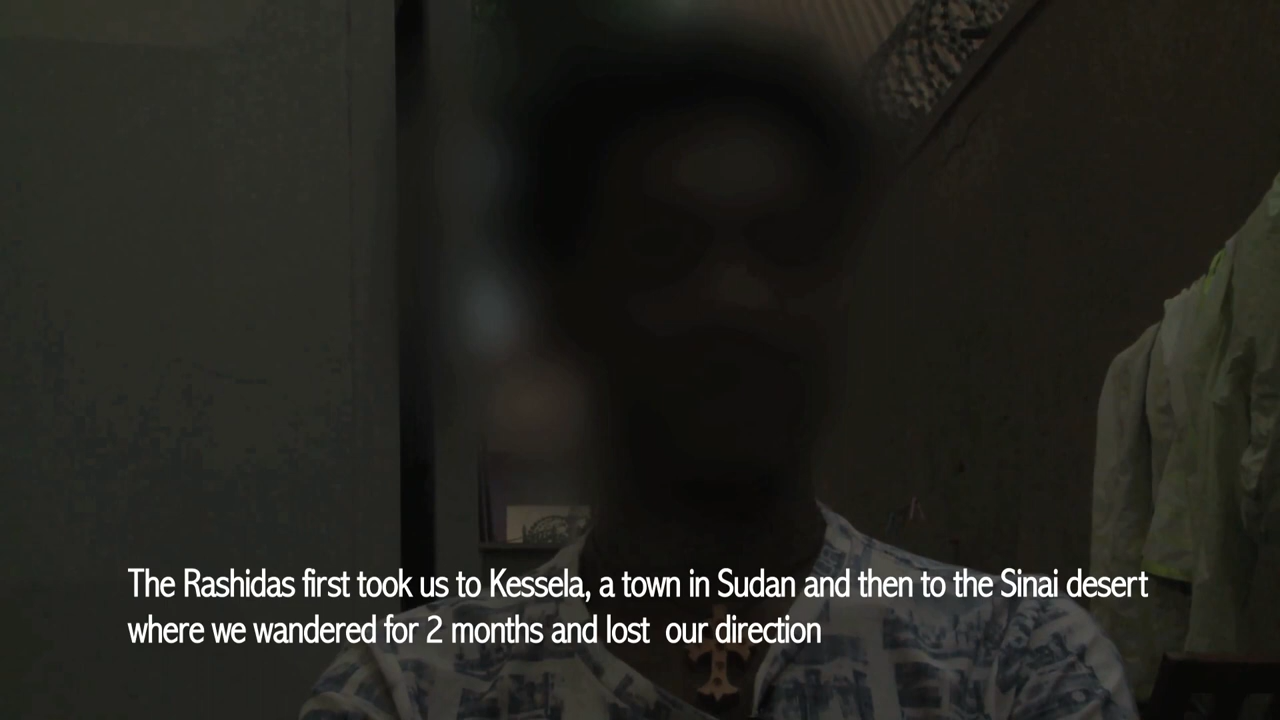 The Rashidas first took us to Kessela, a town in Sudan and then to the Sinai desert
where we wandered for 2 months and lost  our direction